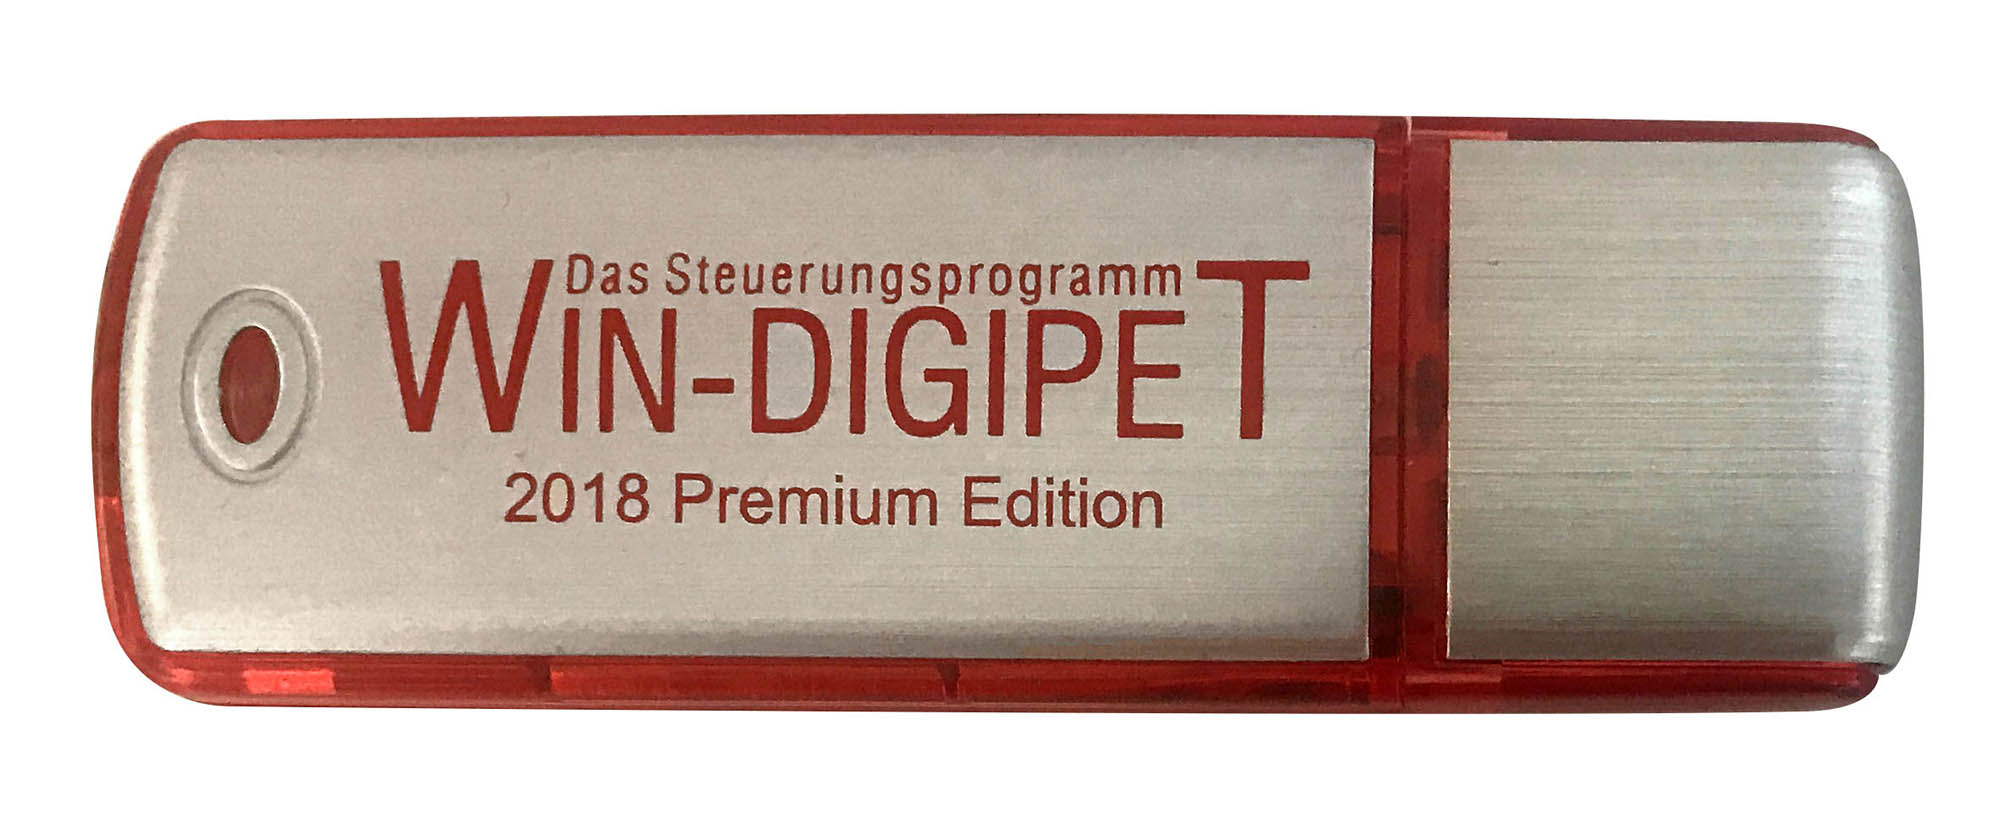 Das Steuerungsprogramm
WIN-DIGIPET
2018 Premium Edition